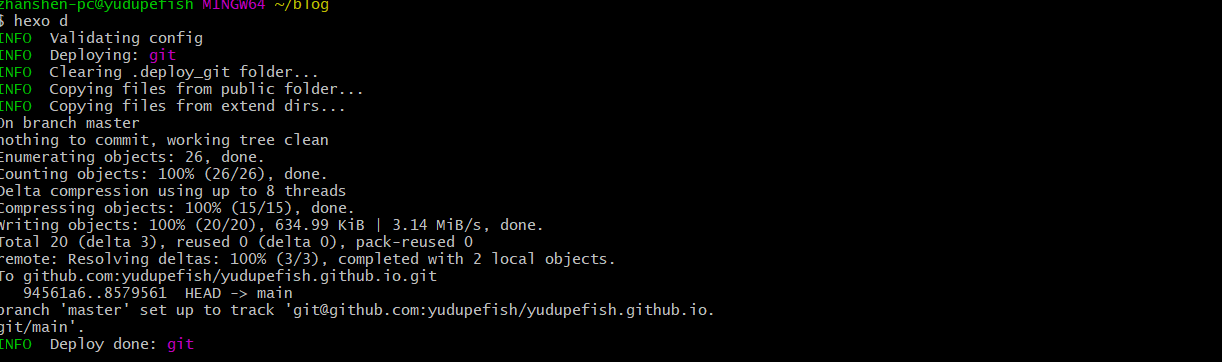 zhanshen-pc@yudupefish MINGW64 ~/blog
$ hexo d
INFO  Validating config
INFO  Deploying: git
INFO  Clearing .deploy_git folder...
INFO  Copying files from public folder...
INFO  Copying files from extend dirs...
On branch master
nothing to commit, working tree clean
Enumerating objects: 26, done.
Counting objects: 100% (26/26), done.
Delta compression using up to 8 threads
Compressing objects: 100% (15/15), done.
Writing objects: 100% (20/20), 634.99 KiB | 3.14 MiB/s, done.
Total 20 (delta 3), reused 0 (delta 0), pack-reused 0
remote: Resolving deltas: 100% (3/3), completed with 2 local objects.
To github.com:yudupefish/yudupefish.github.io.git
   94561a6..8579561  HEAD -> main
branch 'master' set up to track 'git@github.com:yudupefish/yudupefish.github.io.
git/main'.
INFO  Deploy done: git